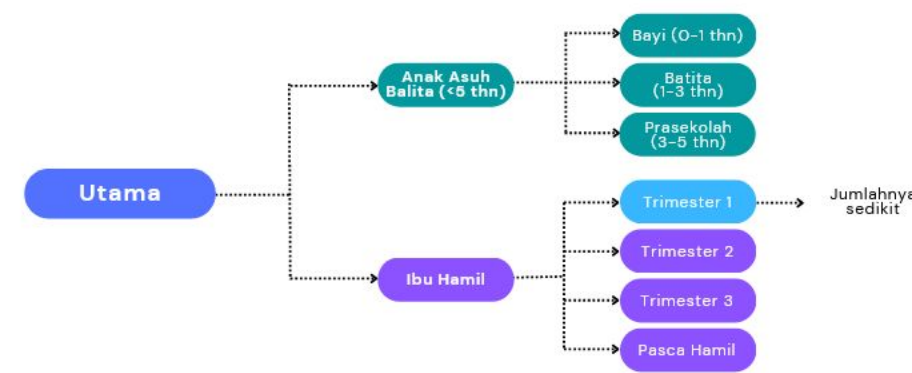 Utama
Anak Asuh
Balita (<5 thn)
Bayi (0-1 thn)
Batita
(1-3 thn)
Prasekolah
(3-5 thn)
Ibu Hamil
Trimester 1
Jumlahnya
sedikit
Trimester 2
Trimester 3
Pasca Hamil